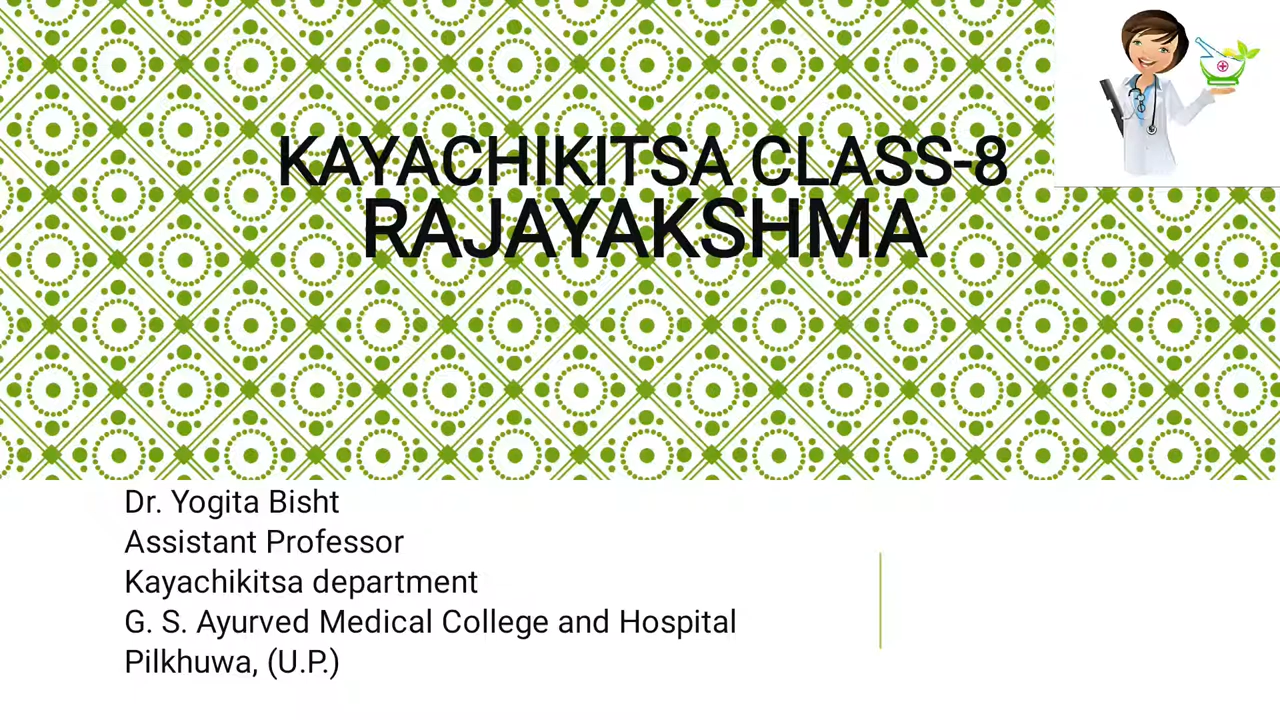 KAYACHIKITSA CLASS-8
RAJAYAKSHMA
Dr. Yogita Bisht
Assistant Professor
Kayachikitsa department
G. S. Ayurved Medical College and Hospital
Pilkhuwa, (U.P.)